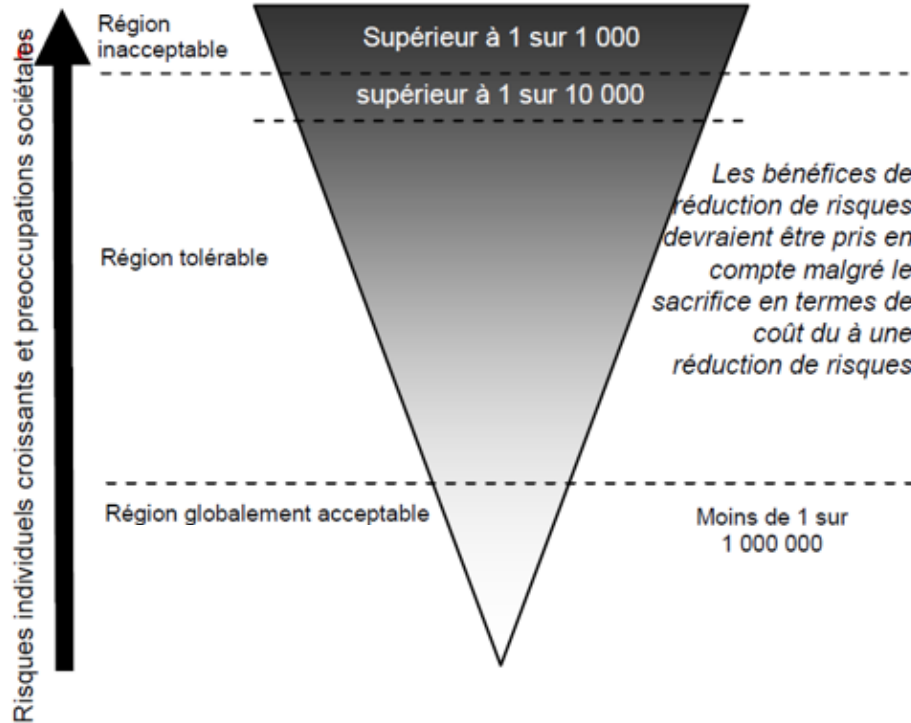 Risques individuels croissants et preoccupations sociétales
Région
inacceptable
Supérieur à 1 sur 1 000
supérieur à 1 sur 10 000
Région tolérable
Les bénéfices de
réduction de risques
devraient être pris en
compte malgré le
sacrifice en termes de
coût du à une
réduction de risques
Région globalement acceptable
Moins de 1 sur
1 000 000